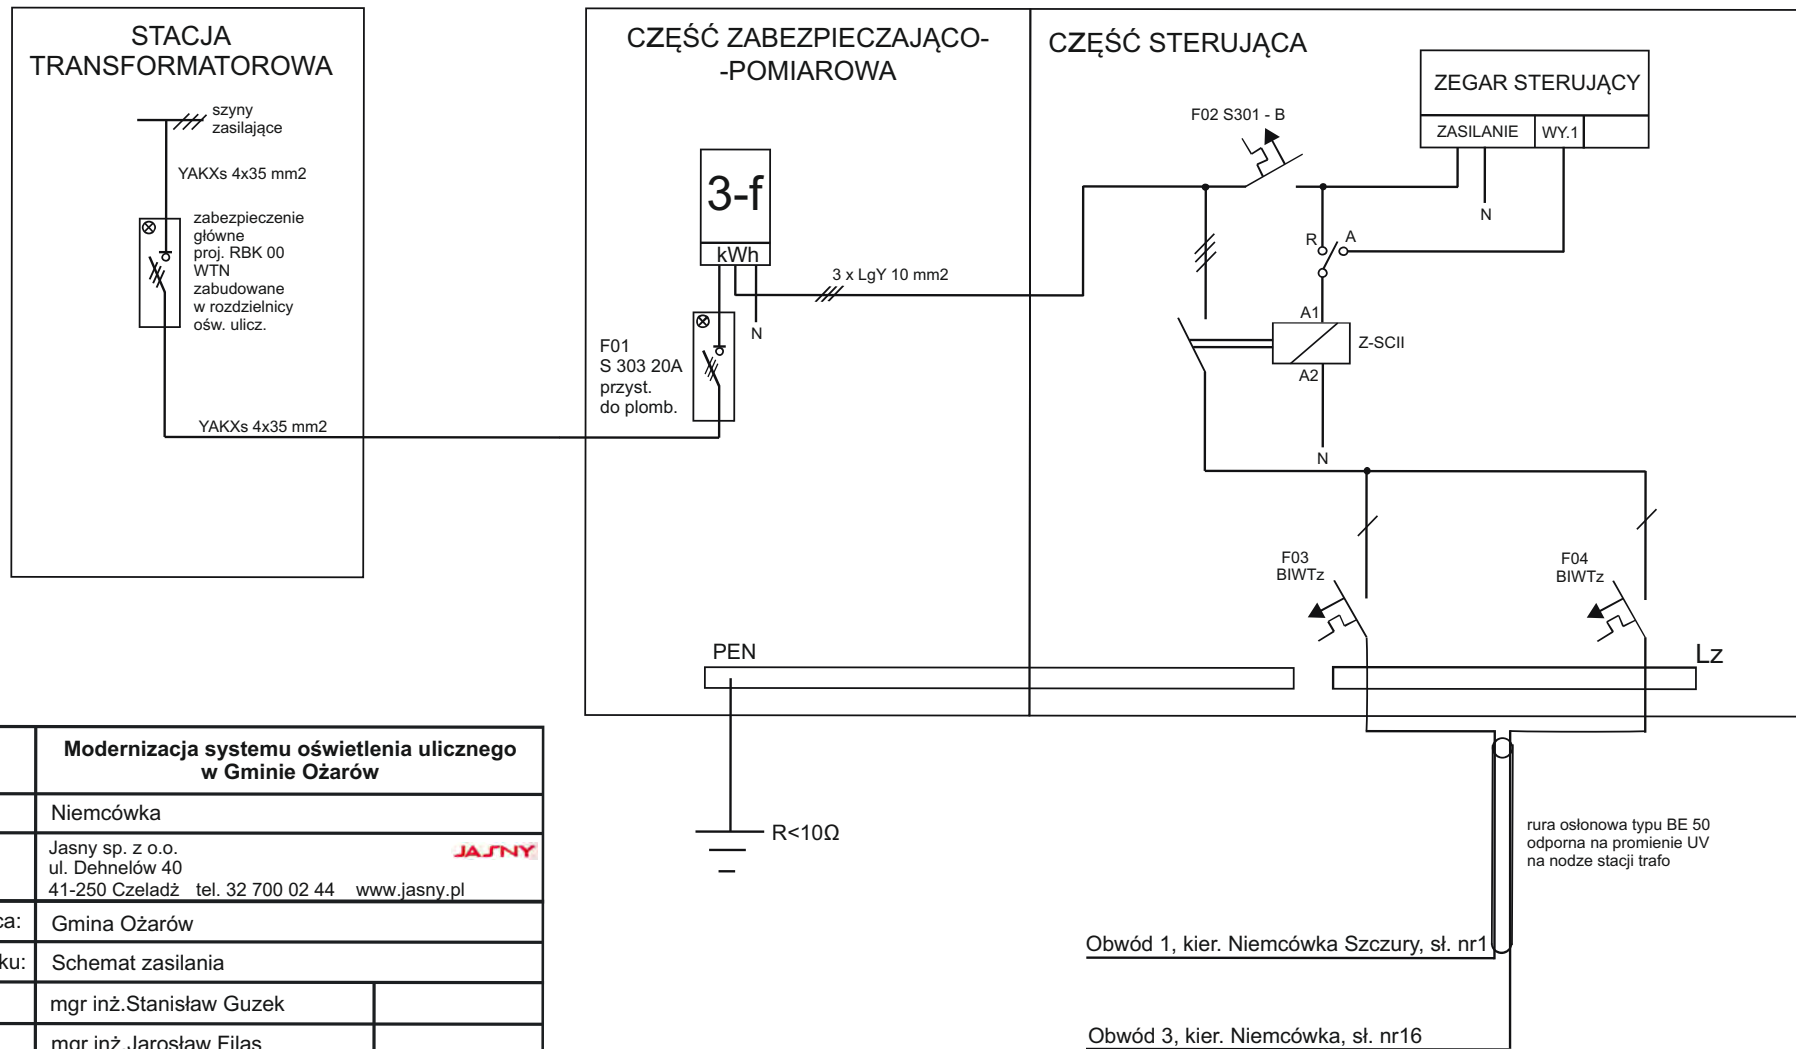 STACJA
TRANSFORMATOROWA
szyny
zasilające
YAKXs 4x35 mm2
zabezpieczenie
główne
proj. RBK 00
WTN
zabudowane
w rozdzielnicy
ośw. ulicz.
YAKXs 4x35 mm2
CZĘŚĆ ZABEZPIECZAJĄCO-
-POMIAROWA
3-f
kWh
N
3 x LgY 10 mm2
F01
S 303 20A
przyst.
do plomb.
CZĘŚĆ STERUJĄCA
F02 S301 - B
ZEGAR STERUJĄCY
ZASILANIE WY.1
N
R A
A1
Z-SCII
A2
N
F03
BIWTz
F04
BIWTz
PEN
Lz
R<10Ω
rura osłonowa typu BE 50
odporna na promienie UV
na nodze stacji trafo
Obwód 1, kier. Niemcówka Szczury, sł. nr1
Obwód 3, kier. Niemcówka, sł. nr16
Modernizacja systemu oświetlenia ulicznego
w Gminie Ożarów
Niemcówka
Jasny sp. z o.o.
JASNY
ul. Dehnelów 40
41-250 Czeladż tel. 32 700 02 44 www.jasny.pl
ca: Gmina Ożarów
ku: Schemat zasilania
mgr inż.Stanisław Guzek
mgr inż.Jarosław Filas